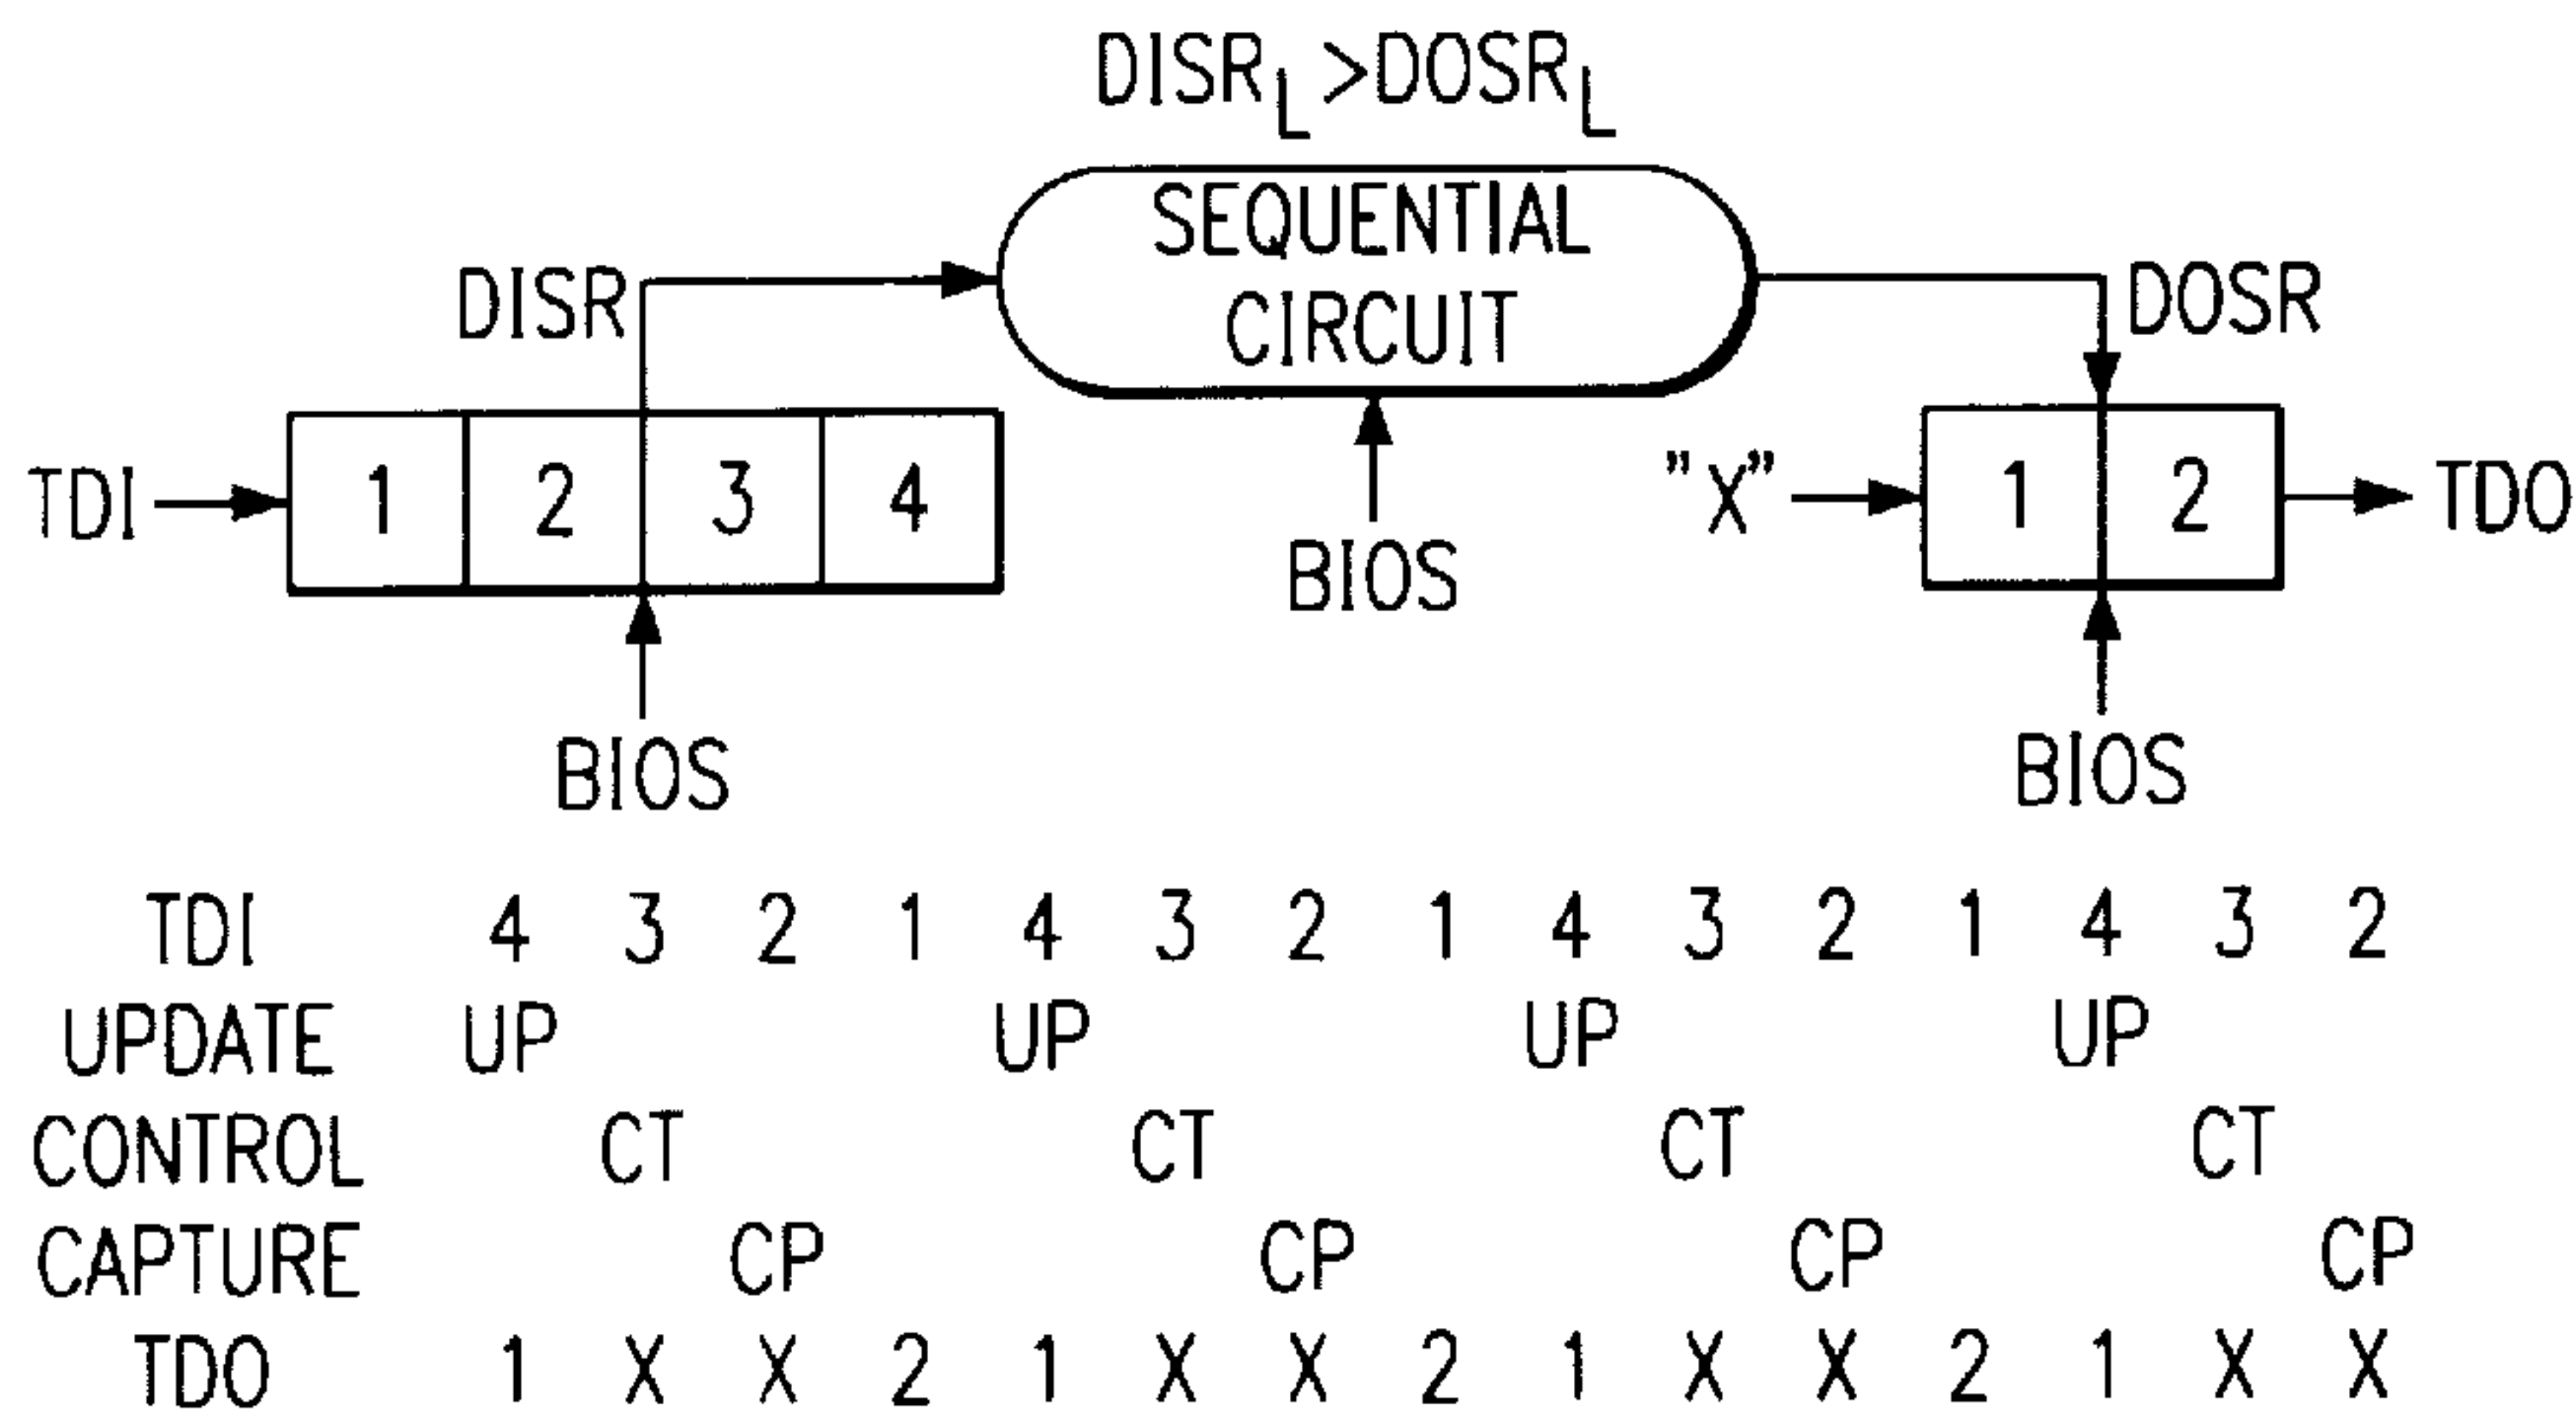 DISRL>DOSRL
SEQUENTIAL
CIRCUIT
DISR
DOSR
TDI
1 2 3 4
"X"
1 2
TDO
BIOS
BIOS
BIOS
TDI 4 3 2 1 4 3 2 1 4 3 2 1 4 3 2
UPDATE UP UP UP UP
CONTROL CT CT CT CT
CAPTURE CP CP CP CP
TDO 1 X X 2 1 X X 2 1 X X 2 1 X X